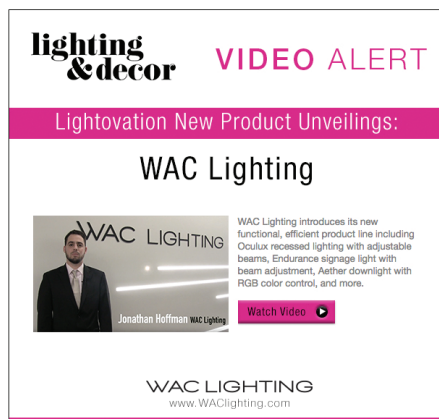 lighting
&decor
VIDEO ALERT
Lightovation New Product Unveilings:
WAC Lighting
WAC LIGHTING
Jonathan Hoffman WAC Lighting
WAC Lighting introduces its new
functional, efficient product line including
Oculux recessed lighting with adjustable
beams, Endurance signage light with
beam adjustment, Aether downlight with
RGB color control, and more.
Watch Video
WAC LIGHTING
www.WAClighting.com